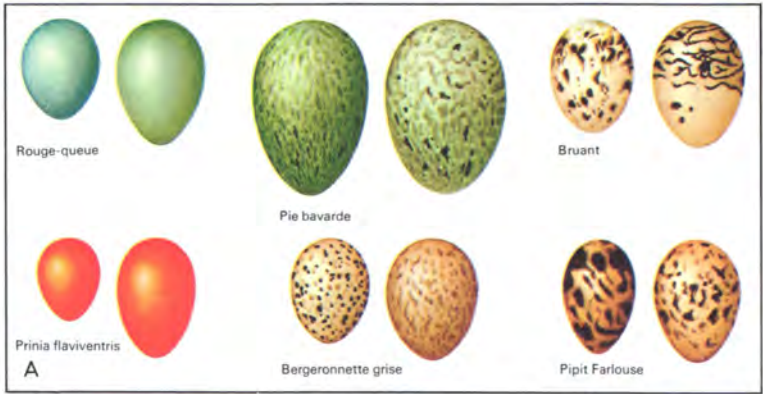 Rouge-queue
Pie bavarde
Bruant
Prinia flaviventris
Bergeronnette grise
Pipit Farlouse
A